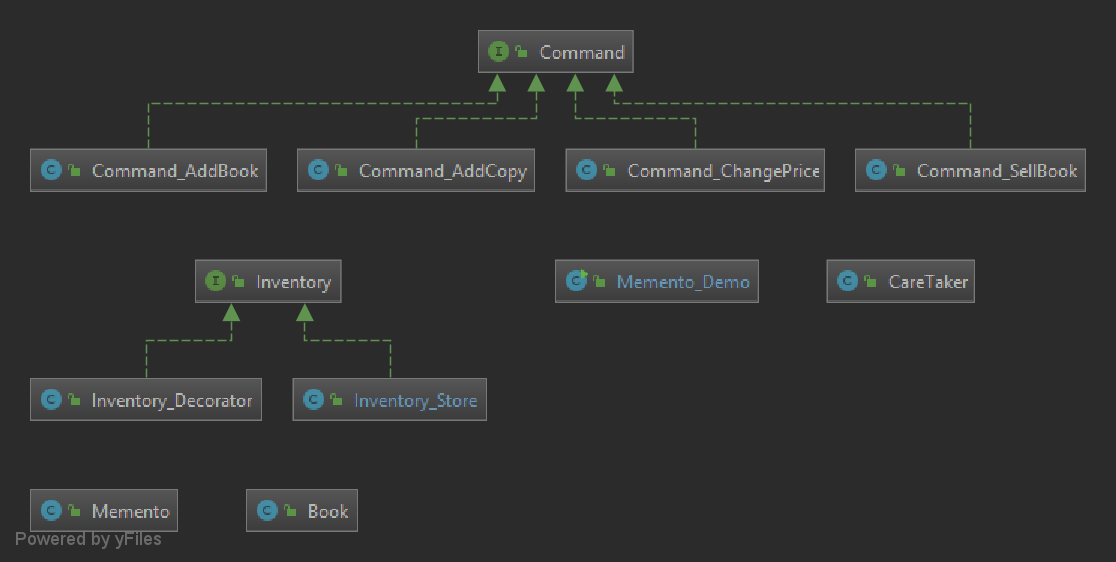 Command
Command_AddBook
Command_AddCopy
Command_ChangePrice
Command_SellBook
Inventory
Memento_Demo
CareTaker
Inventory_Decorator
Inventory_Store
Memento
Book
Powered by yFiles